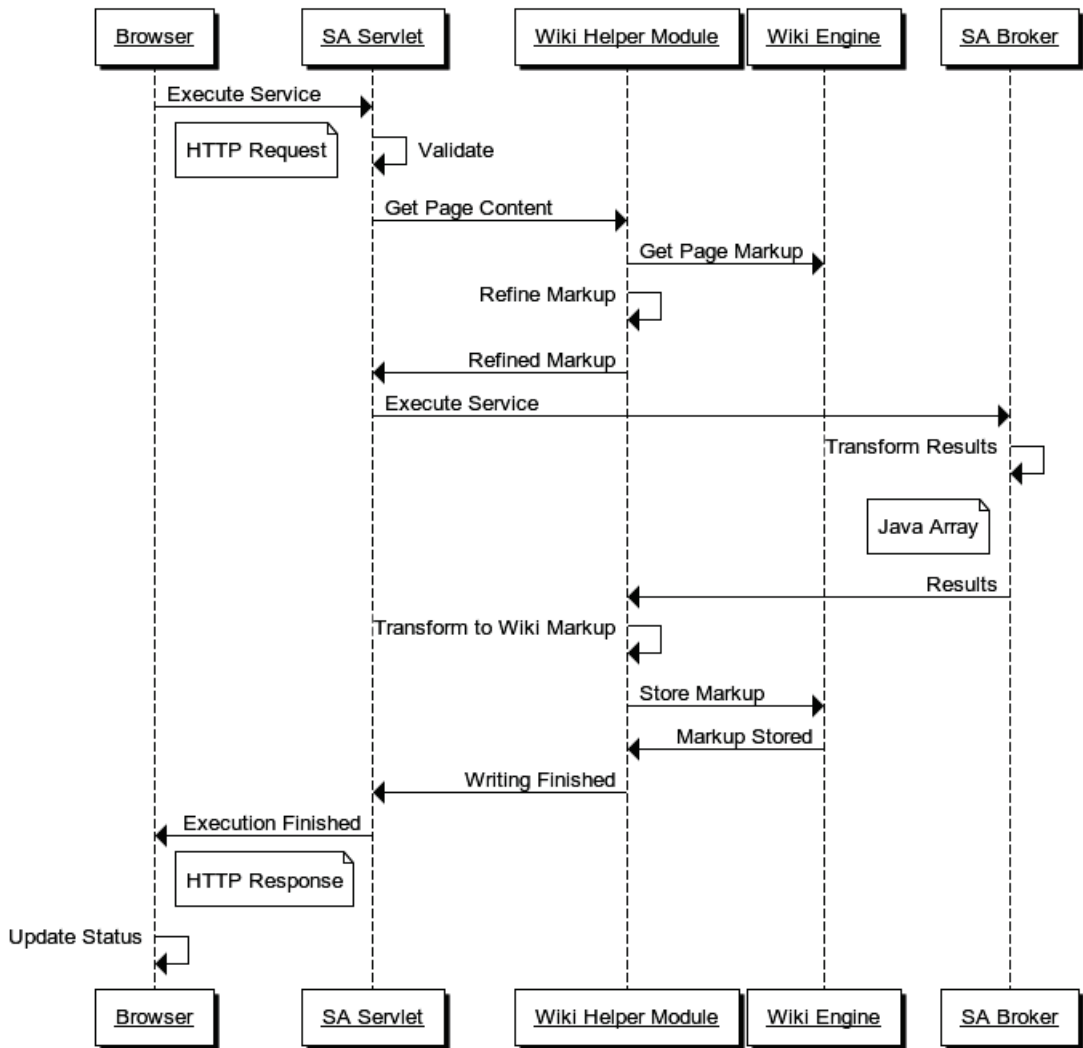 Browser
SA Servlet
Wiki Helper Module
Wiki Engine
SA Broker
Execute Service
HTTP Request
Validate
Get Page Content
Get Page Markup
Refine Markup
Refined Markup
Execute Service
Transform Results
Java Array
Results
Transform to Wiki Markup
Store Markup
Markup Stored
Writing Finished
Execution Finished
HTTP Response
Update Status
Browser
SA Servlet
Wiki Helper Module
Wiki Engine
SA Broker